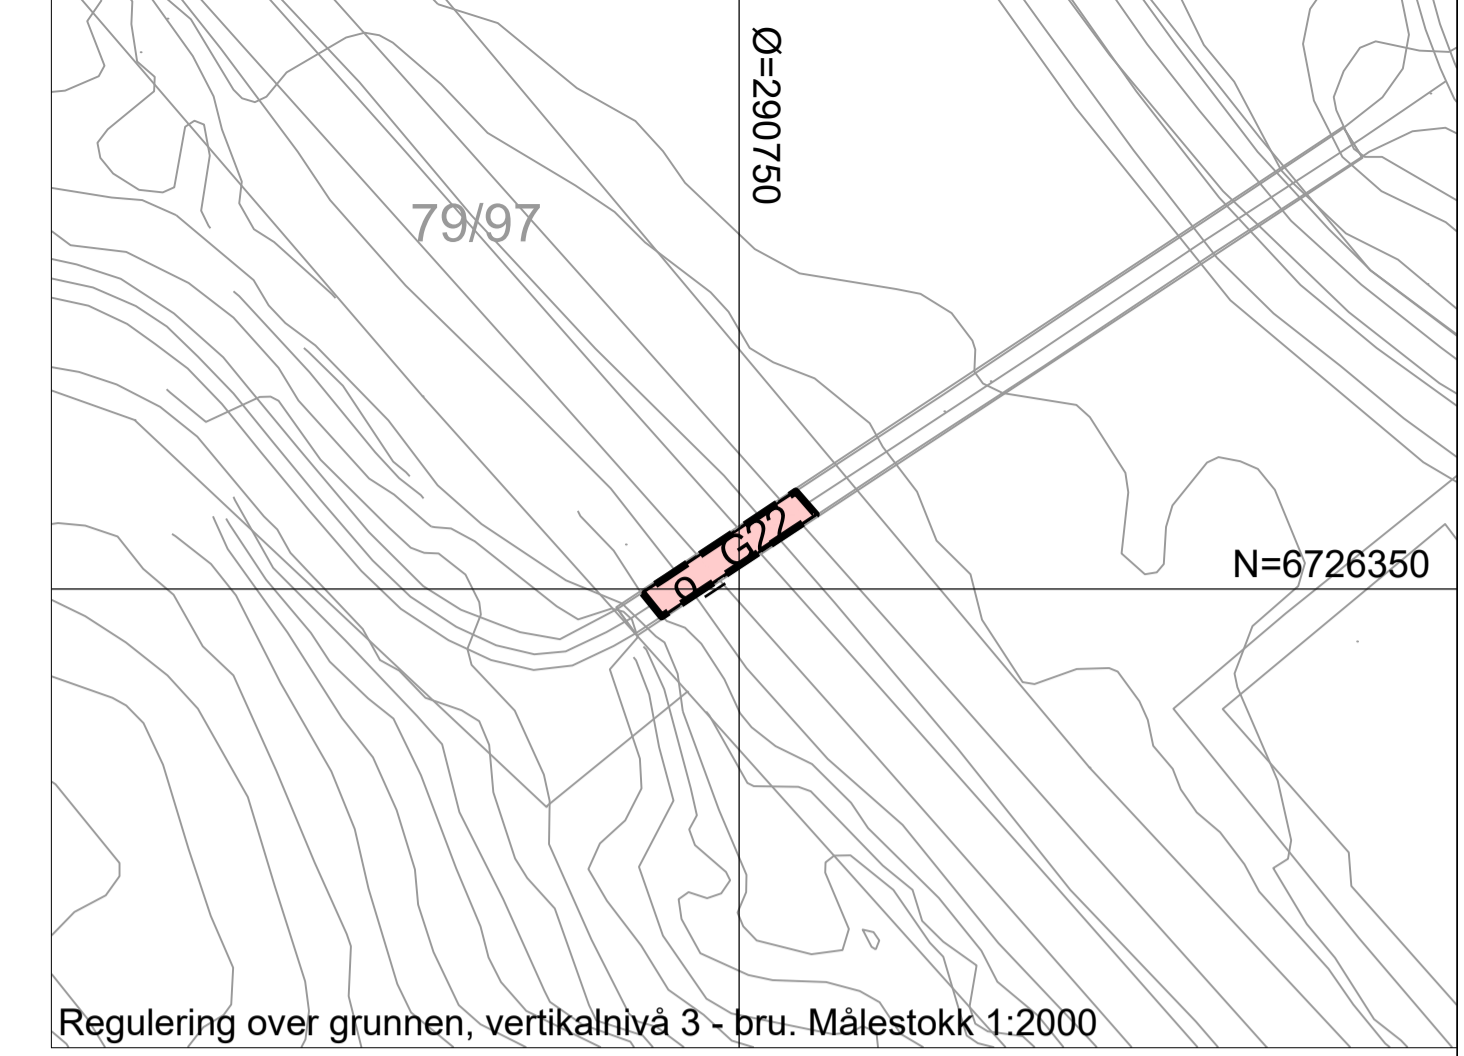 Ø=290750
79/97
o_G22
N=6726350
Regulering over grunnen, vertikalnivå 3 - bru. Målestokk 1:2000